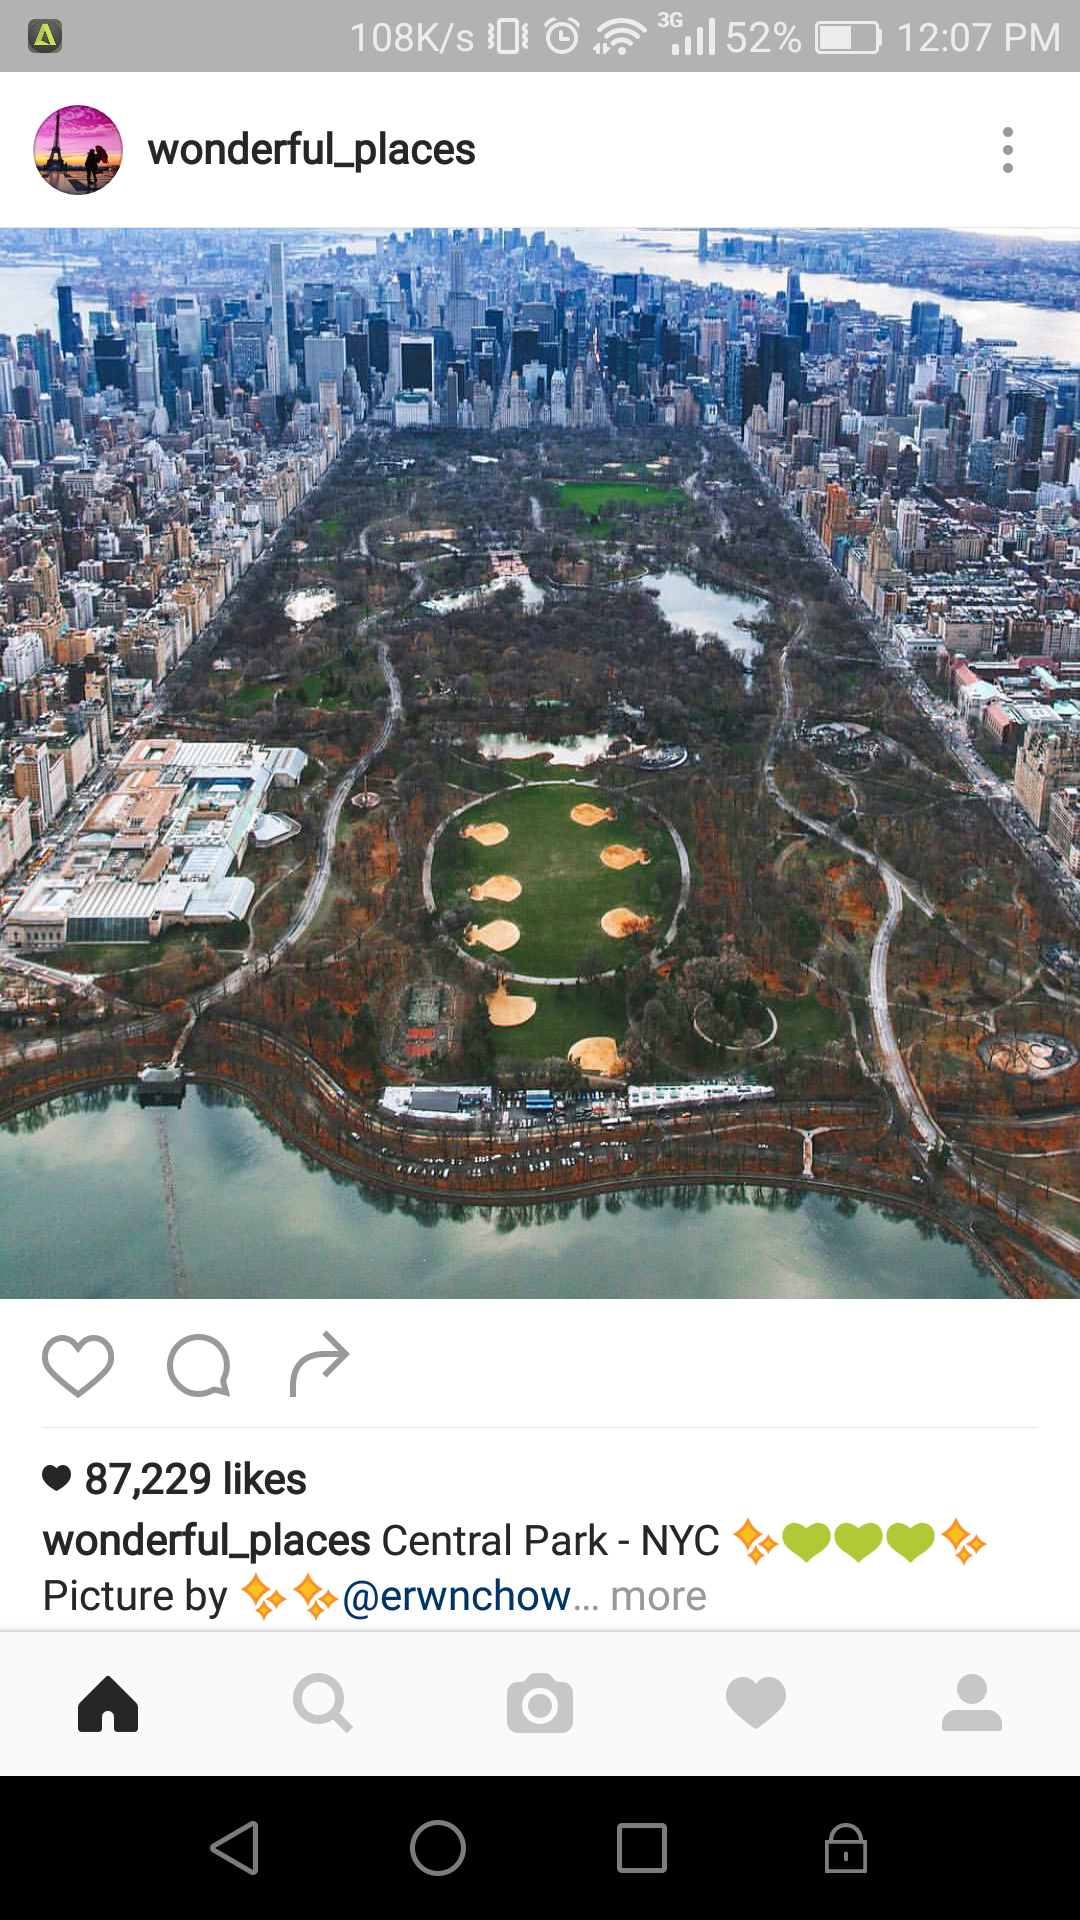 108K/s 3G 52% 12:07 PM
wonderful_places
87,229 likes
wonderful_places Central Park - NYC ✨💚💚💚✨
Picture by ✨✨@erwnchow… more